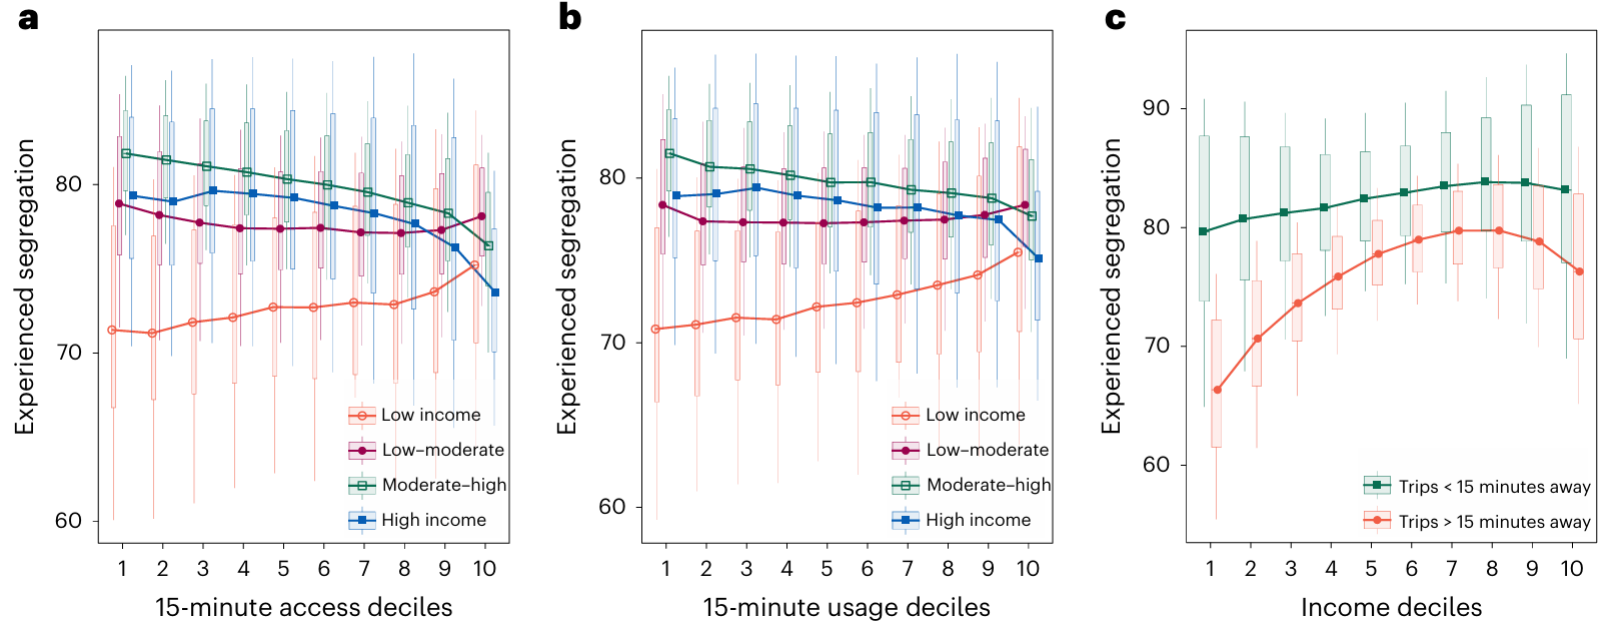 a
Experienced segregation
80
70
60
Low income
Low–moderate
Moderate–high
High income
1 2 3 4 5 6 7 8 9 10
15-minute access deciles
b
Experienced segregation
80
70
60
Low income
Low–moderate
Moderate–high
High income
1 2 3 4 5 6 7 8 9 10
15-minute usage deciles
c
Experienced segregation
90
80
70
60
Trips < 15 minutes away
Trips > 15 minutes away
1 2 3 4 5 6 7 8 9 10
Income deciles